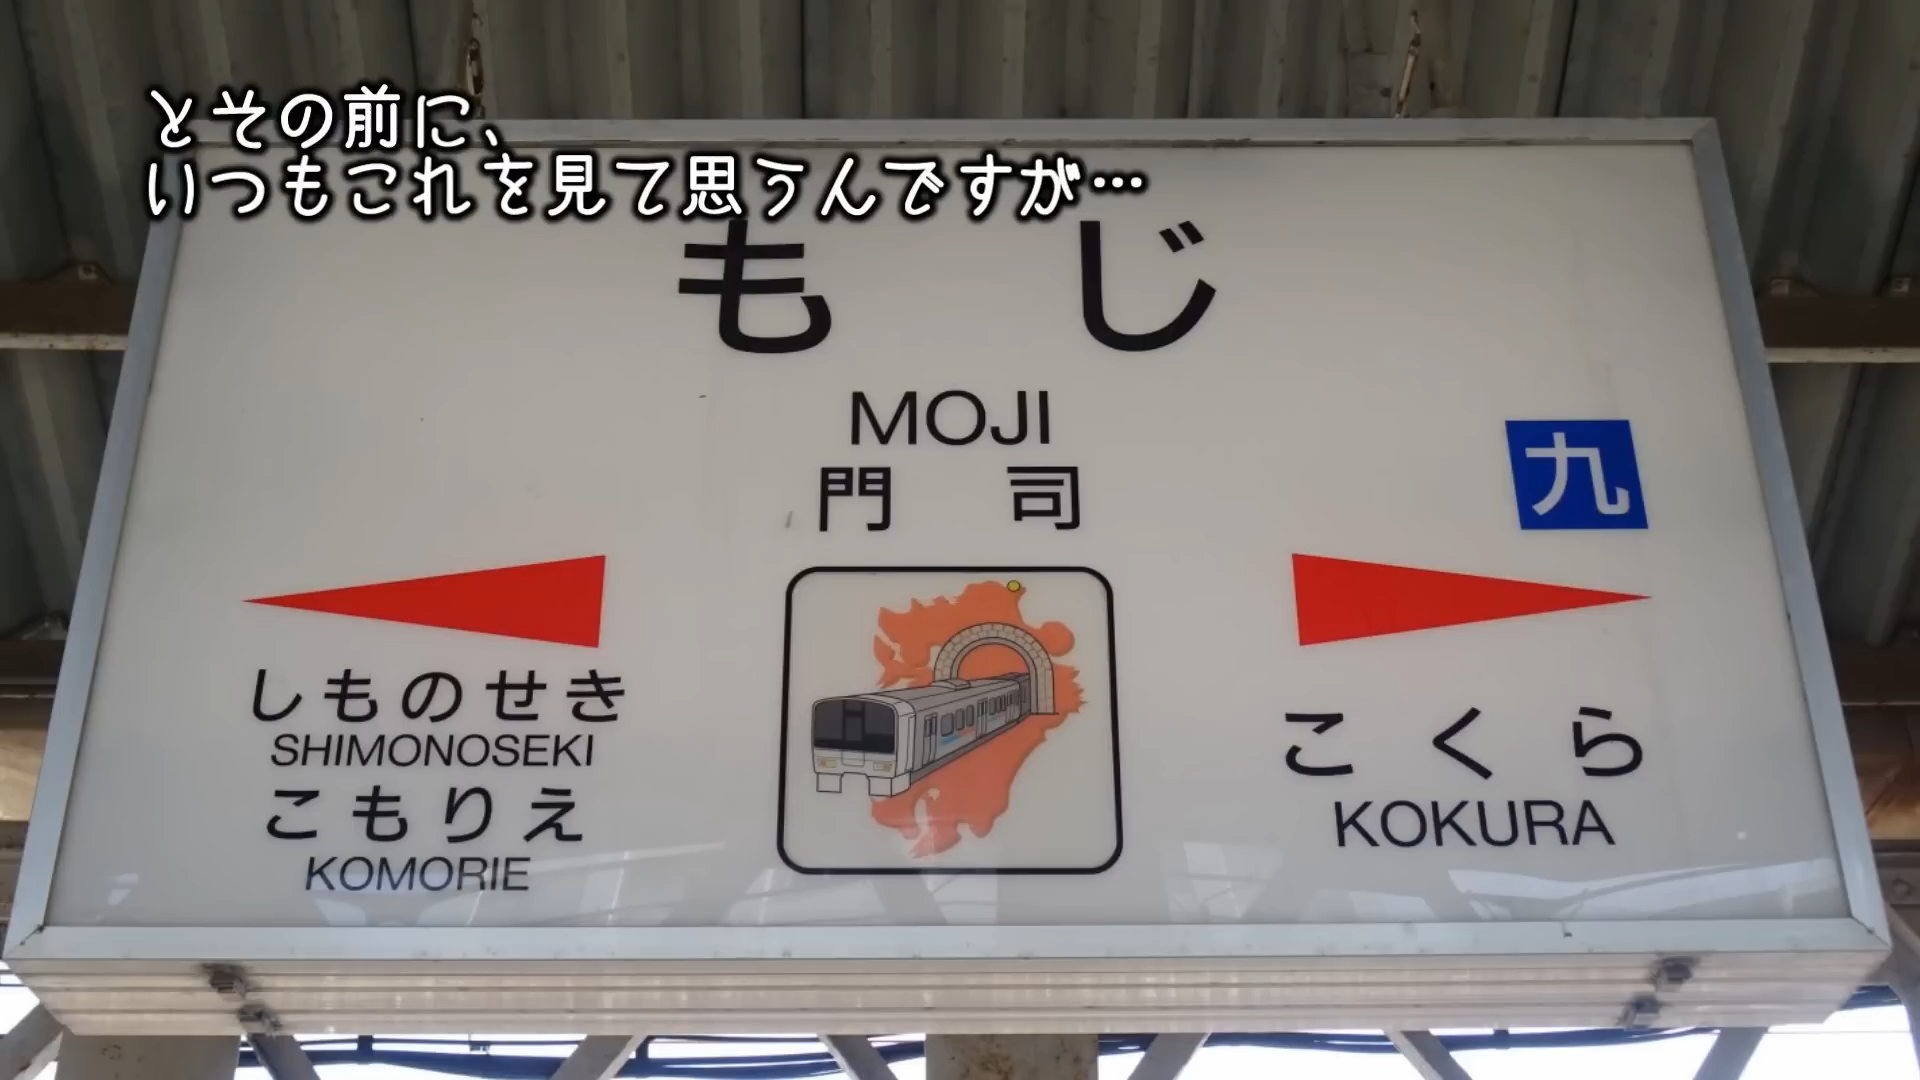 とその前に、
いつもこれを見て思うんですが…
もじ
MOJI
門司
九
しものせき
SHIMONOSEKI
こもりえ
KOMORIE
こくら
KOKURA